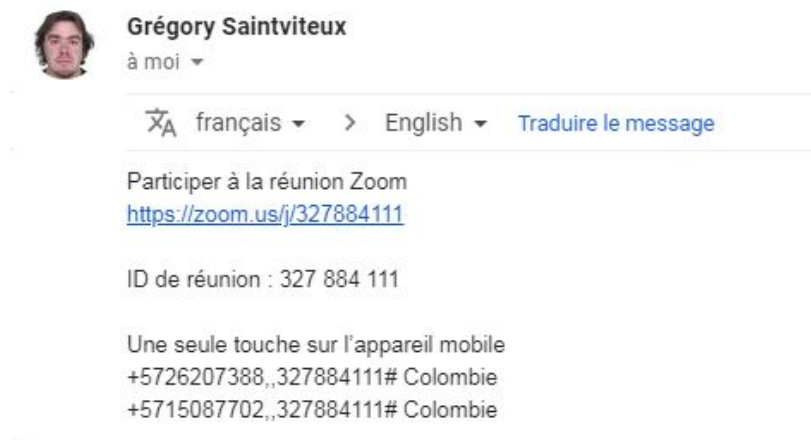 Grégory Saintviteux
à moi
français > English Traduire le message
Participer à la réunion Zoom
https://zoom.us/j/327884111
ID de réunion : 327 884 111
Une seule touche sur l’appareil mobile
+5726207388,,327884111# Colombie
+5715087702,,327884111# Colombie